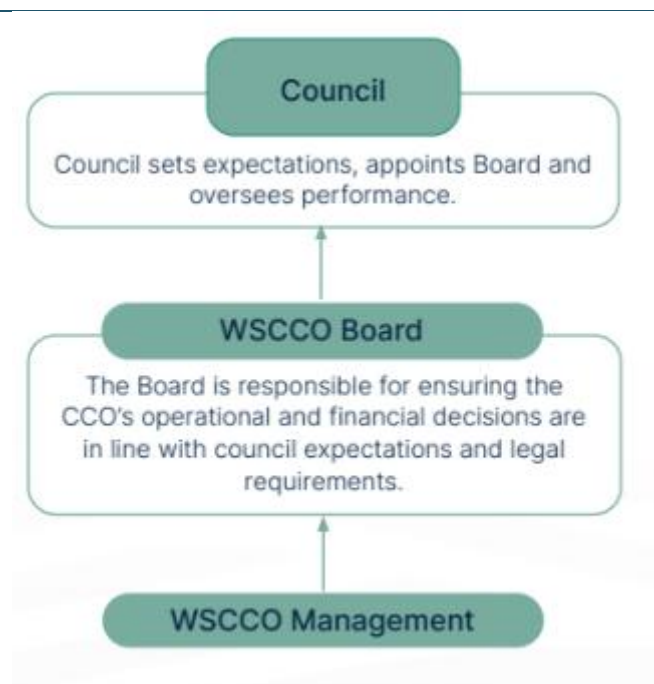 Council
Council sets expectations, appoints Board and
oversees performance.
WSCCO Board
The Board is responsible for ensuring the
CCO's operational and financial decisions are
in line with council expectations and legal
requirements.
WSCCO Management